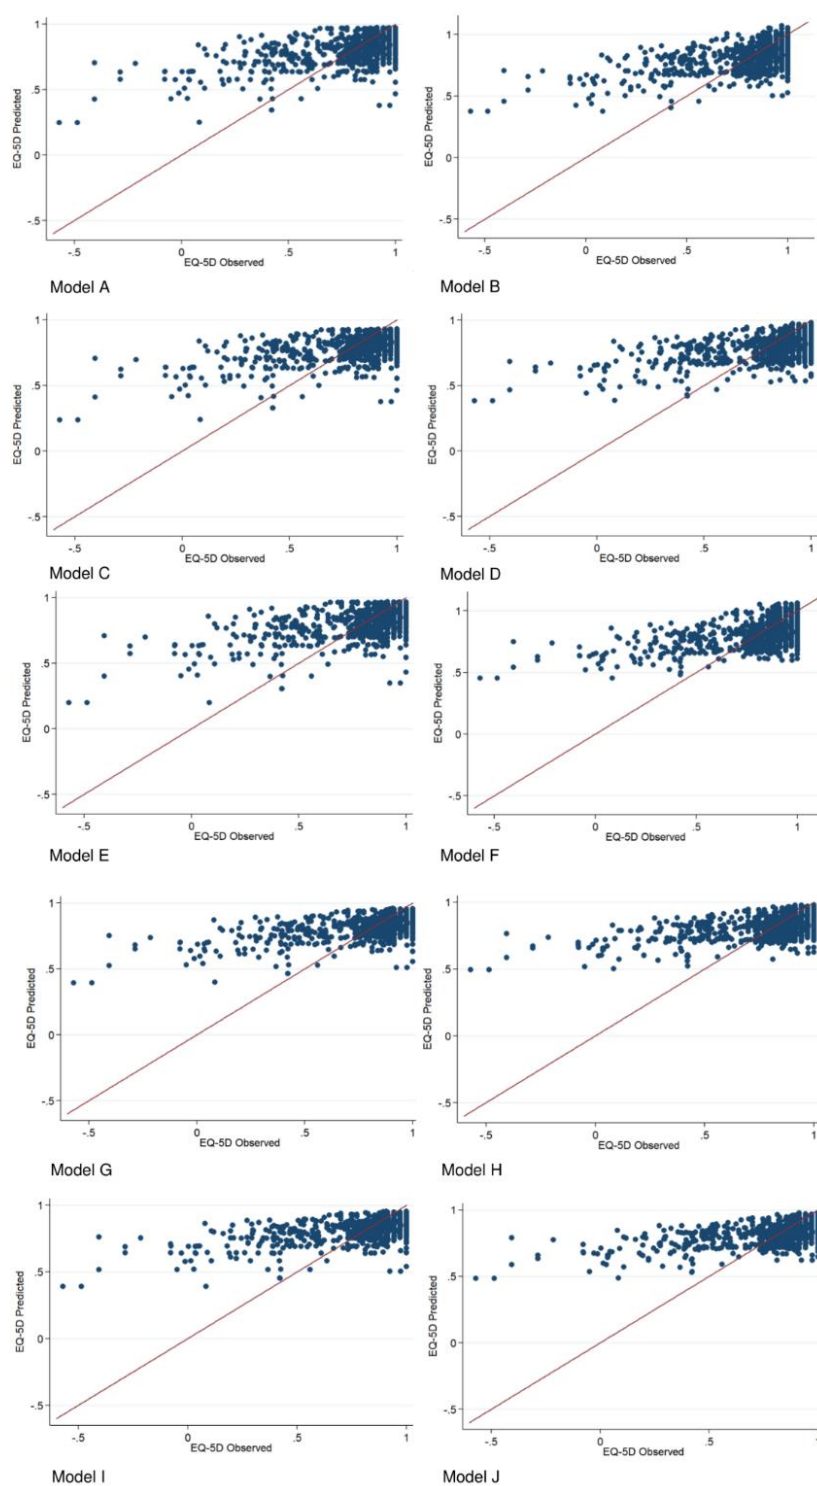 EQ-5D Predicted
1
.5
0
-.5
-.5 0 .5 1
EQ-5D Observed
Model A
EQ-5D Predicted
1
.5
0
-.5
-.5 0 .5 1
EQ-5D Observed
Model B
EQ-5D Predicted
1
.5
0
-.5
-.5 0 .5 1
EQ-5D Observed
Model C
EQ-5D Predicted
1
.5
0
-.5
-.5 0 .5 1
EQ-5D Observed
Model D
EQ-5D Predicted
1
.5
0
-.5
-.5 0 .5 1
EQ-5D Observed
Model E
EQ-5D Predicted
1
.5
0
-.5
-.5 0 .5 1
EQ-5D Observed
Model F
EQ-5D Predicted
1
.5
0
-.5
-.5 0 .5 1
EQ-5D Observed
Model G
EQ-5D Predicted
1
.5
0
-.5
-.5 0 .5 1
EQ-5D Observed
Model H
EQ-5D Predicted
1
.5
0
-.5
-.5 0 .5 1
EQ-5D Observed
Model I
EQ-5D Predicted
1
.5
0
-.5
-.5 0 .5 1
EQ-5D Observed
Model J